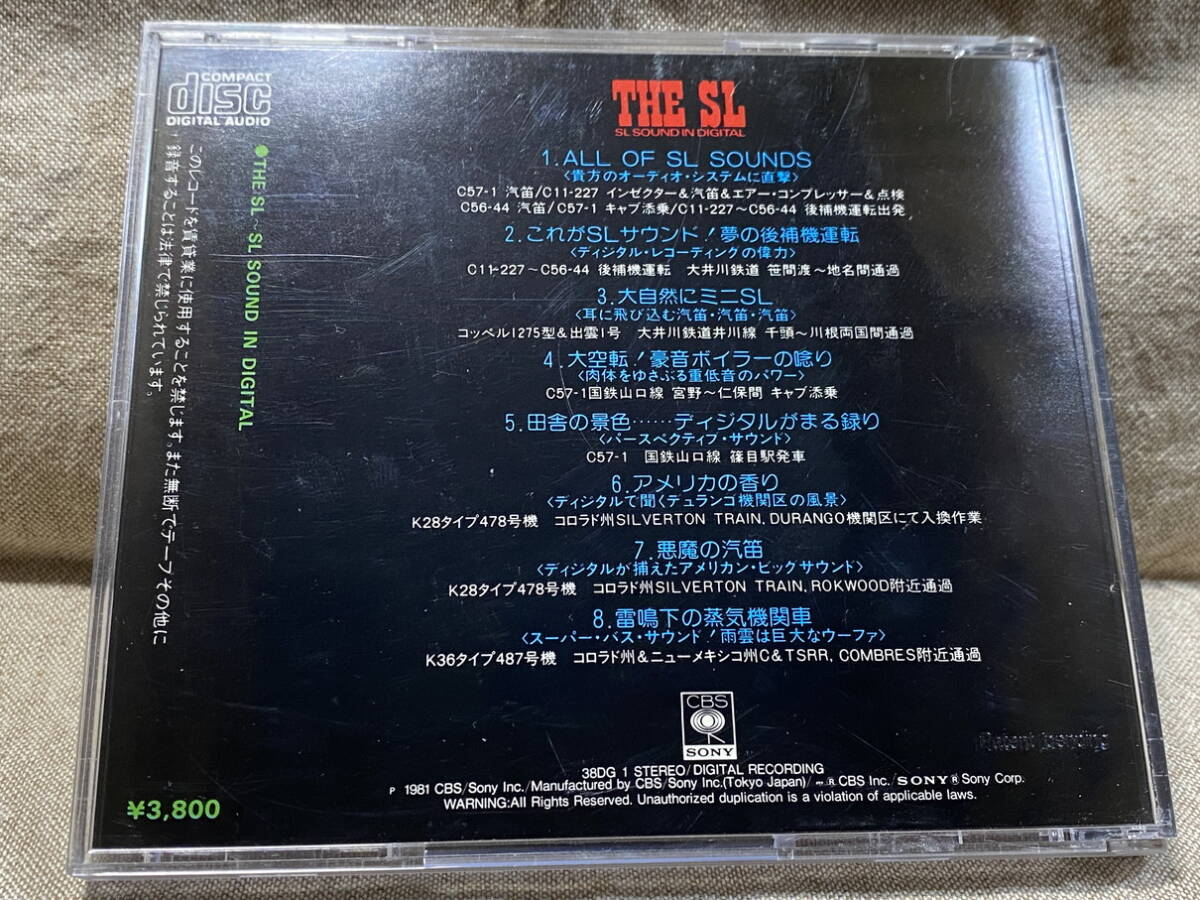 COMPACT
disc
DIGITAL AUDIO
THE SL
SL SOUND IN DIGITAL
1.ALL OF SL SOUNDS
〈貴方のオーディオ・システムに直撃〉
C57-1 汽笛/C11-227 インゼクター&汽笛&エアー・コンプレッサー&点検
C56-44 汽笛/C57-1 キャブ添乗/C11-227〜C56-44 後補機運転出発
2.これがSLサウンド!夢の後補機運転
〈ディジタル・レコーディングの偉力〉
C11-227〜C56-44 後補機運転 大井川鉄道 笹間渡〜地名間通過
3.大自然にミニSL
〈耳に飛び込む汽笛・汽笛・汽笛〉
コッペル1275型&出雲1号 大井川鉄道井川線 千頭〜川根両国間通過
4.大空転!豪音ボイラーの唸り
〈肉体をゆさぶる重低音のパワー〉
C57-1国鉄山口線 宮野〜仁保間 キャブ添乗
5.田舎の景色……ディジタルがまる録り
〈パースペクティブ・サウンド〉
C57-1 国鉄山口線 篠目駅発車
6.アメリカの香り
〈ディジタルで聞くデュランゴ機関区の風景〉
K28タイプ478号機 コロラド州SILVERTON TRAIN, DURANGO機関区にて入換作業
7.悪魔の汽笛
〈ディジタルが捕えたアメリカン・ビッグサウンド〉
K28タイプ478号機 コロラド州SILVERTON TRAIN, ROKWOOD附近通過
8.雷鳴下の蒸気機関車
〈スーパー・バス・サウンド!雨雲は巨大なウーファ〉
K36タイプ487号機 コロラド州&ニューメキシコ州C&TSRR, COMBRES附近通過
●THE SL〜SL SOUND IN DIGITAL
このレコードを賃貸業に使用することを禁じます。また無断でテープその他に
録音することは法律で禁じられています。
CBS
SONY
38DG 1 STEREO/DIGITAL RECORDING
℗ 1981 CBS/Sony Inc./Manufactured by CBS/Sony Inc.(Tokyo Japan)/ ® CBS Inc./SONY® Sony Corp.
WARNING:All Rights Reserved. Unauthorized duplication is a violation of applicable laws.
¥3,800